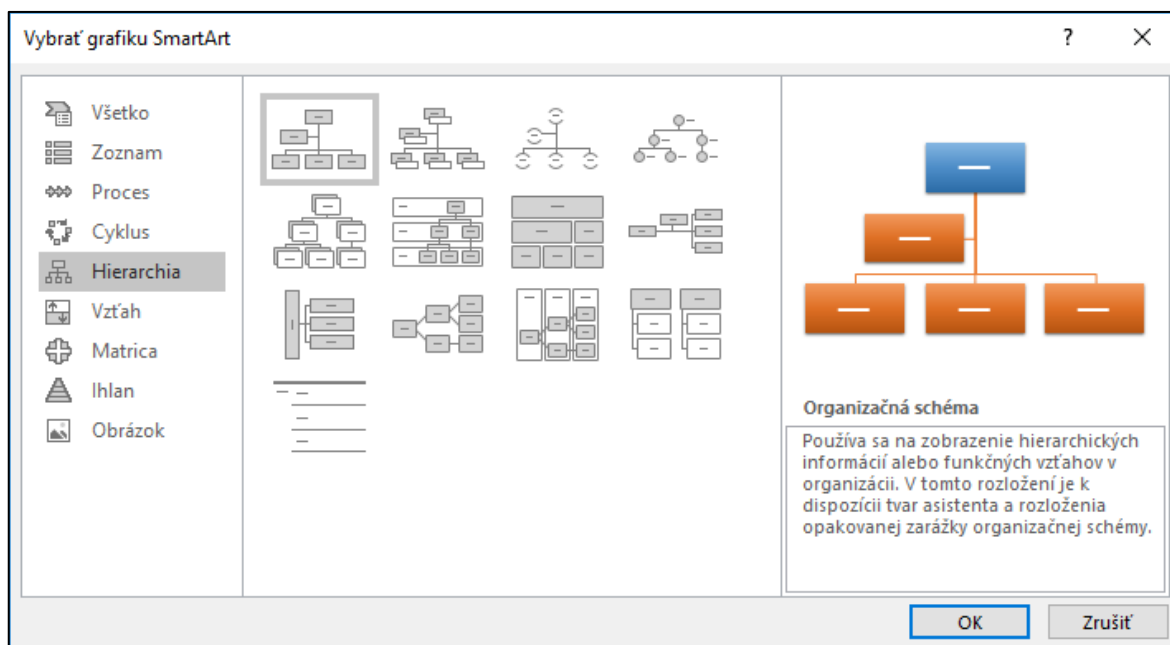 Vybrať grafiku SmartArt
?
Všetko
Zoznam
Proces
Cyklus
Hierarchia
Vzťah
Matrica
Ihlan
Obrázok
Organizačná schéma
Používa sa na zobrazenie hierarchických
informácií alebo funkčných vzťahov v
organizácii. V tomto rozložení je k
dispozícii tvar asistenta a rozloženia
opakovanej zarážky organizačnej schémy.
OK
Zrušiť